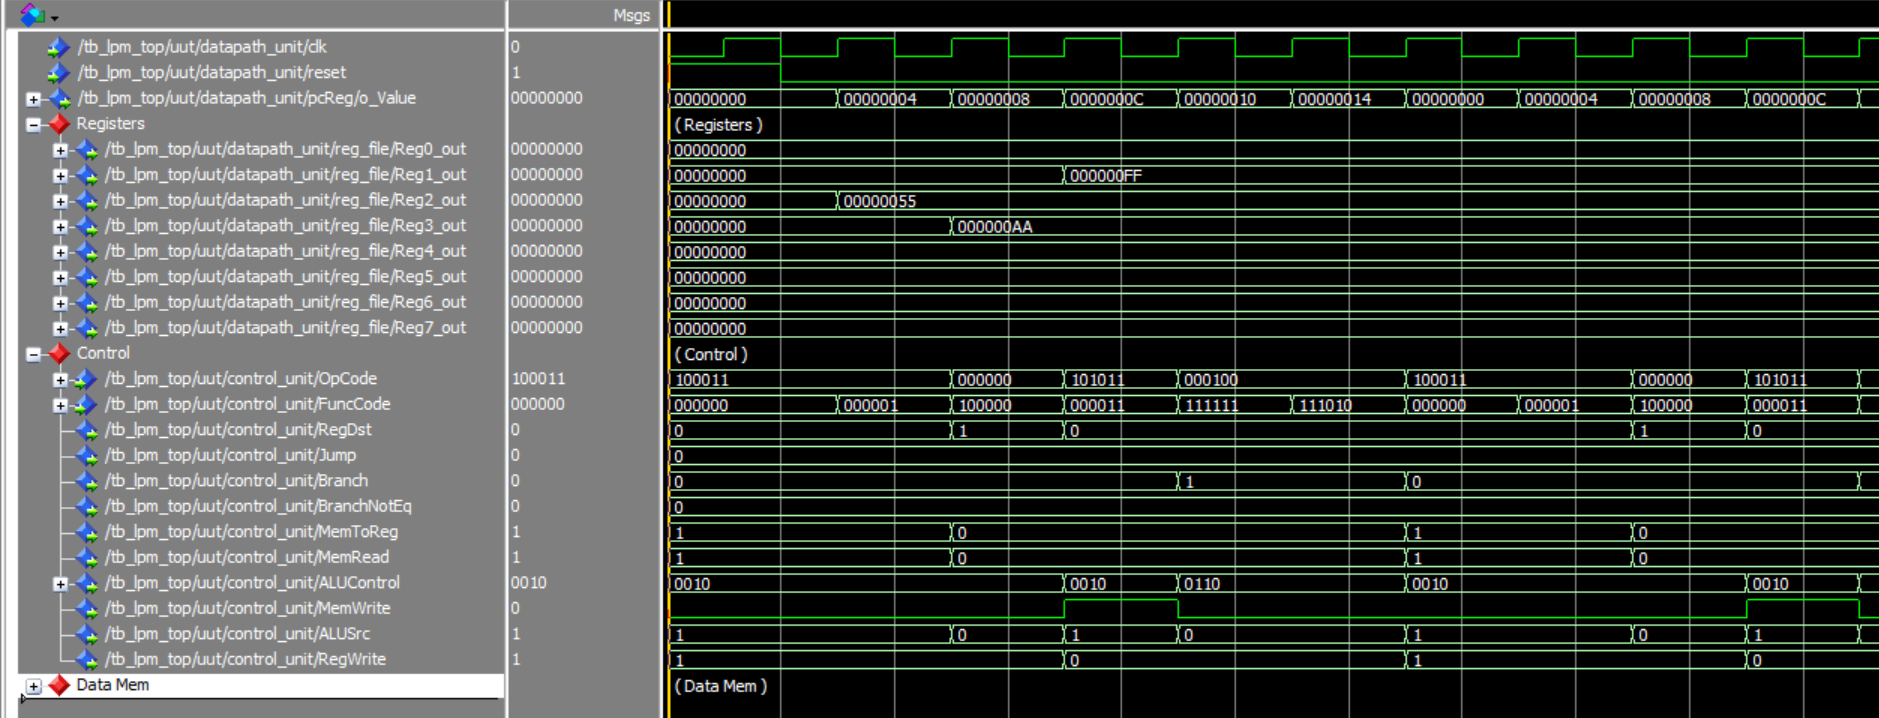 Msgs
/tb_lpm_top/uut/datapath_unit/clk 0
/tb_lpm_top/uut/datapath_unit/reset 1
/tb_lpm_top/uut/datapath_unit/pcReg/o_Value 00000000 00000000 00000004 00000008 0000000C 00000010 00000014 00000000 00000004 00000008 0000000C
Registers (Registers)
/tb_lpm_top/uut/datapath_unit/reg_file/Reg0_out 00000000 00000000
/tb_lpm_top/uut/datapath_unit/reg_file/Reg1_out 00000000 00000000 000000FF
/tb_lpm_top/uut/datapath_unit/reg_file/Reg2_out 00000000 00000000 00000055
/tb_lpm_top/uut/datapath_unit/reg_file/Reg3_out 00000000 00000000 000000AA
/tb_lpm_top/uut/datapath_unit/reg_file/Reg4_out 00000000 00000000
/tb_lpm_top/uut/datapath_unit/reg_file/Reg5_out 00000000 00000000
/tb_lpm_top/uut/datapath_unit/reg_file/Reg6_out 00000000 00000000
/tb_lpm_top/uut/datapath_unit/reg_file/Reg7_out 00000000 00000000
Control (Control)
/tb_lpm_top/uut/control_unit/OpCode 100011 100011 000000 101011 000100 100011 000000 101011
/tb_lpm_top/uut/control_unit/FuncCode 000000 000000 000001 100000 000011 111111 111010 000000 000001 100000 000011
/tb_lpm_top/uut/control_unit/RegDst 0 0 1 0 1 0
/tb_lpm_top/uut/control_unit/Jump 0 0
/tb_lpm_top/uut/control_unit/Branch 0 0 1 0
/tb_lpm_top/uut/control_unit/BranchNotEq 0 0
/tb_lpm_top/uut/control_unit/MemToReg 1 1 0 1 0
/tb_lpm_top/uut/control_unit/MemRead 1 1 0 1 0
/tb_lpm_top/uut/control_unit/ALUControl 0010 0010 0010 0110 0010 0010
/tb_lpm_top/uut/control_unit/MemWrite 0
/tb_lpm_top/uut/control_unit/ALUSrc 1 1 0 1 0 1 0 1
/tb_lpm_top/uut/control_unit/RegWrite 1 1 0 1 0
Data Mem (Data Mem)